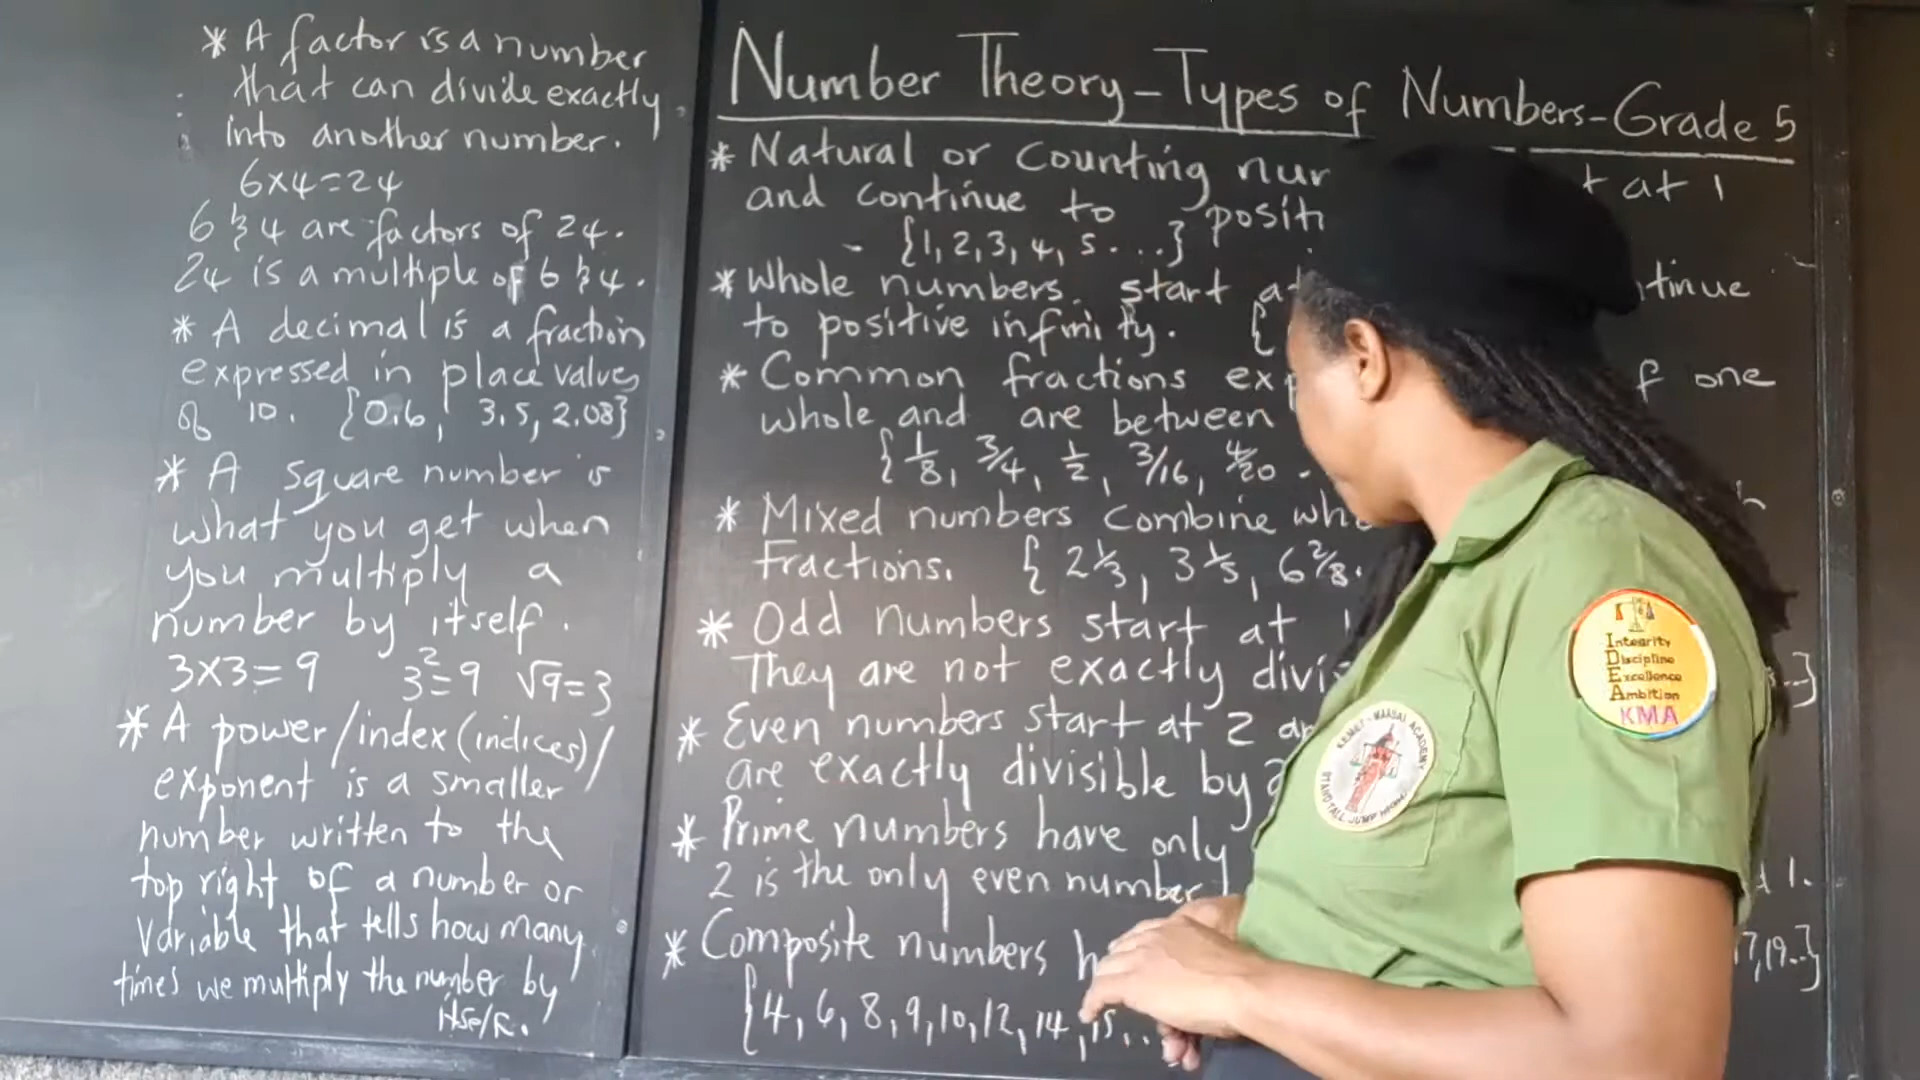 * A factor is a number
that can divide exactly
into another number.
6x4=24
6 & 4 are factors of 24.
24 is a multiple of 6 & 4.
* A decimal is a fraction
expressed in place values
of 10. {0.6, 3.5, 2.08}
* A square number is
what you get when
you multiply a
number by itself.
3x3=9 3²=9 √9=3
* A power/index (indices)/
exponent is a smaller
number written to the
top right of a number or
variable that tells how many
times we multiply the number by
itself.
Number Theory-Types of Numbers-Grade 5
* Natural or counting at 1
and continue to
{1,2,3,4,5...}
* Whole numbers start
to positive infinity. {
* Common fractions one
whole and are between
{1/8, 3/4, 1/2, 3/16, 4/20
* Mixed numbers combine
fractions. { 2 1/3, 3 1/5, 6 2/8.
* Odd numbers start at 1
They are not exactly
* Even numbers start at 2
are exactly divisible by
* Prime numbers have only
2 is the only even number 1.
17,19..}
* Composite numbers
{4,6,8,9,10,12,14,15..
Integrity
Discipline
Excellence
Ambition
KMA